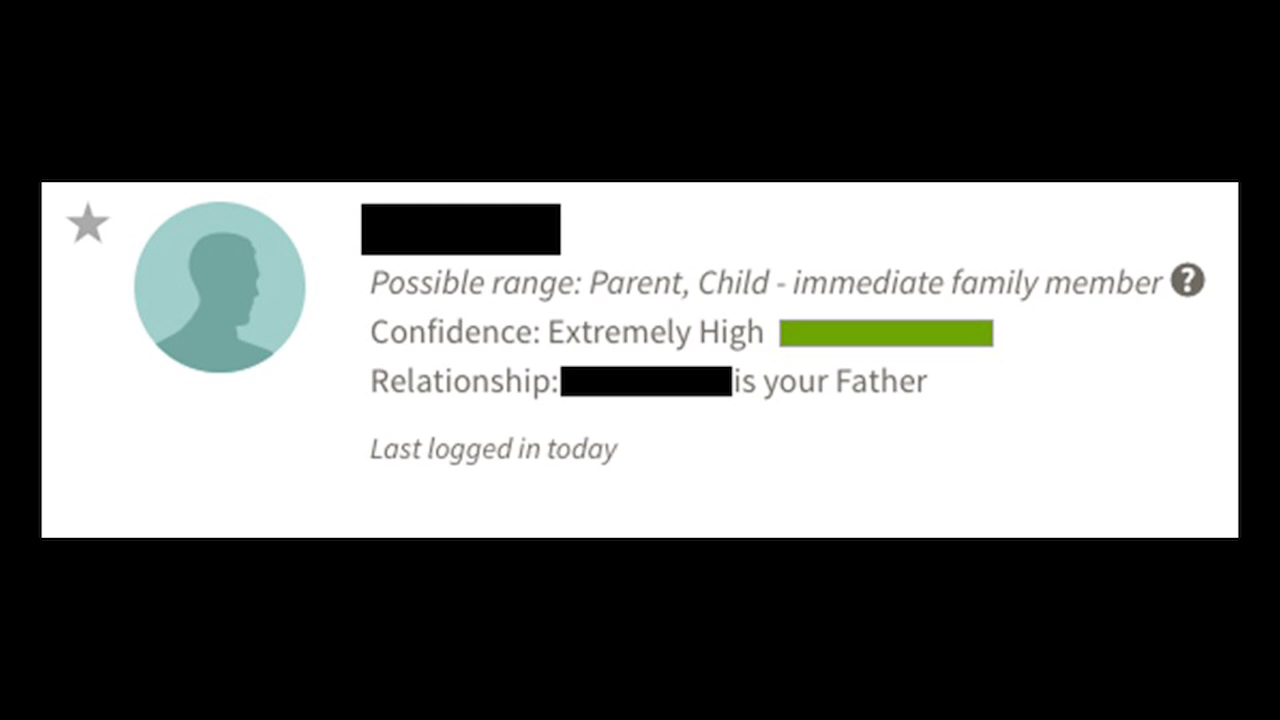 Possible range: Parent, Child - immediate family member ?
Confidence: Extremely High
Relationship: is your Father
Last logged in today